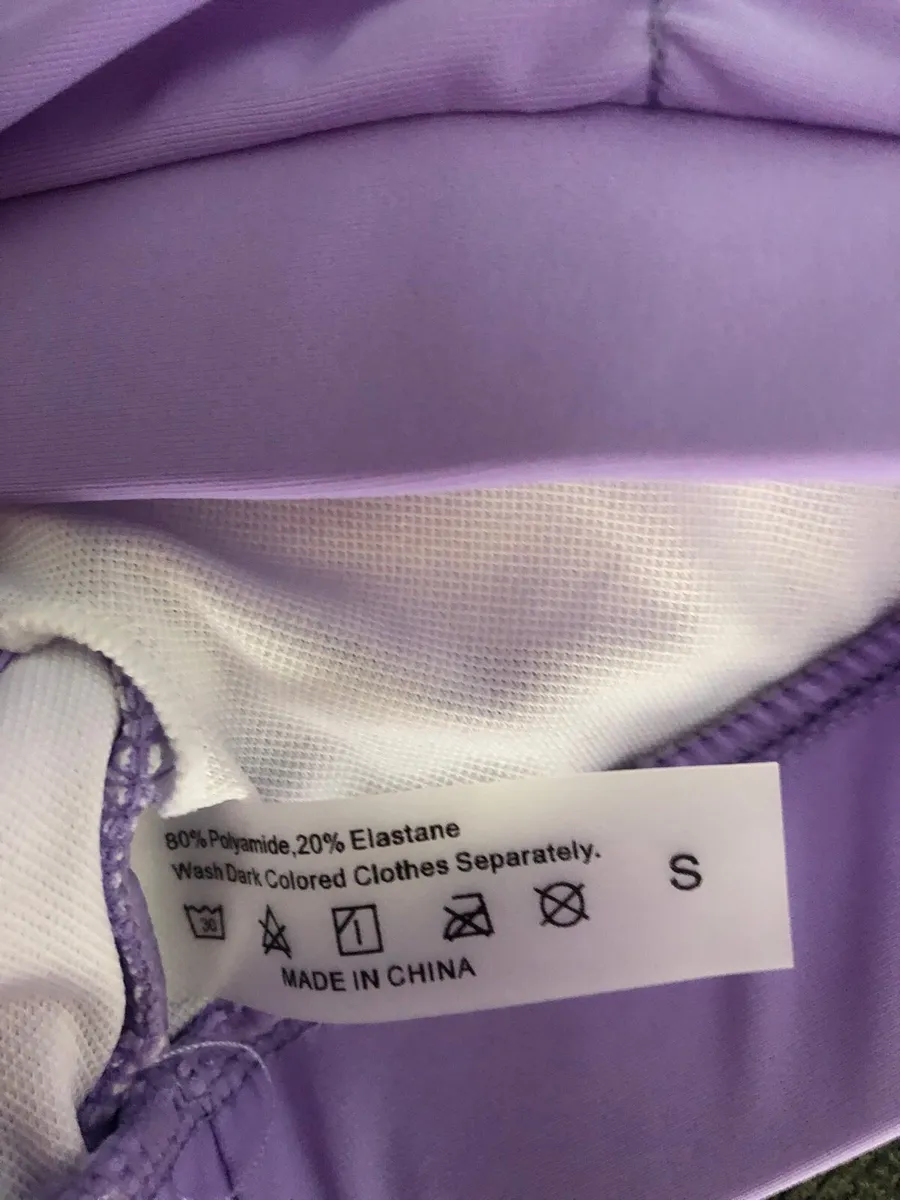 80% Polyamide,20% Elastane
Wash Dark Colored Clothes Separately.
S
30
MADE IN CHINA